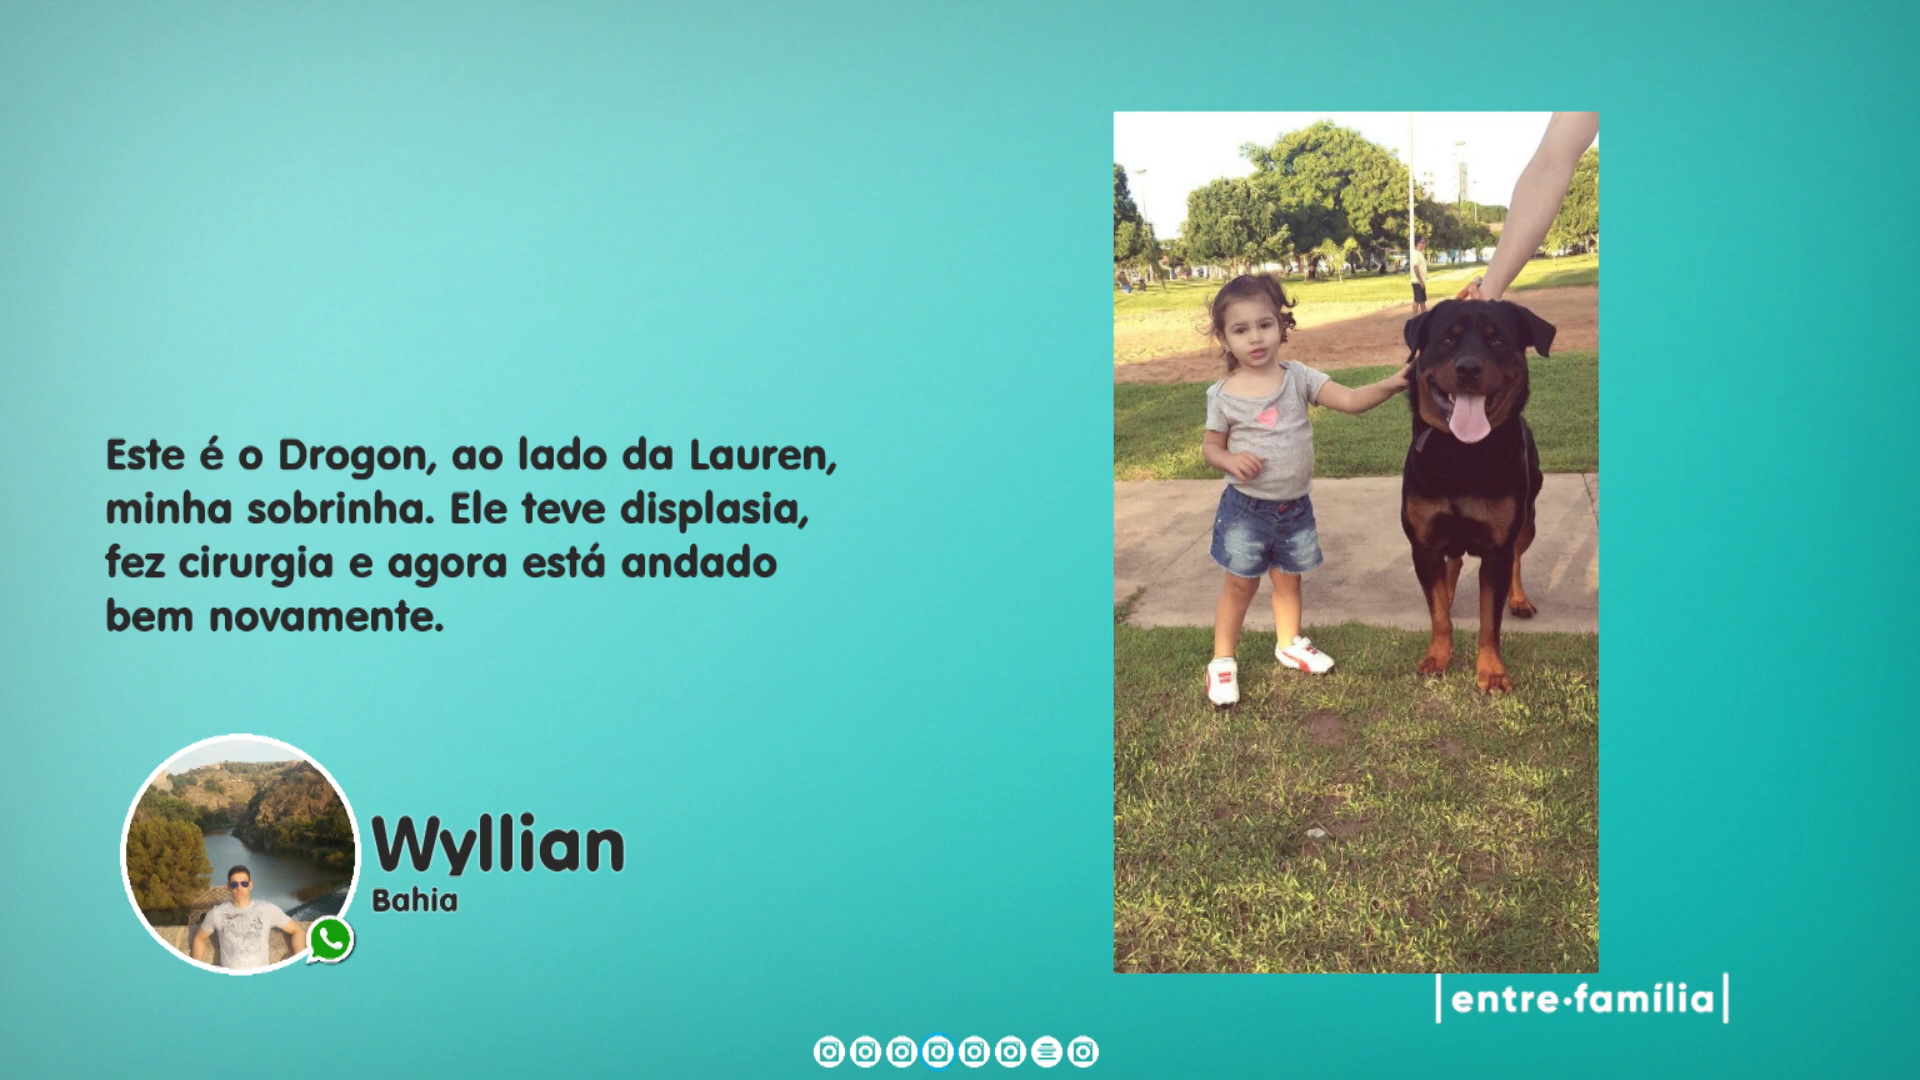 Este é o Drogon, ao lado da Lauren,
minha sobrinha. Ele teve displasia,
fez cirurgia e agora está andado
bem novamente.
Wyllian
Bahia
|entre•família|